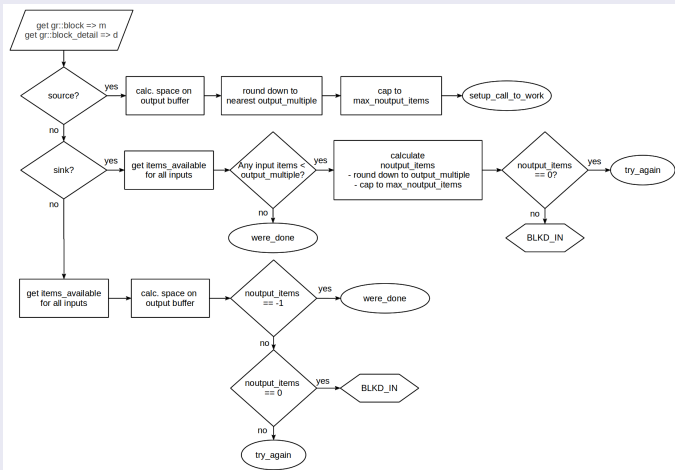 get gr::block => m
get gr::block_detail => d
source?
yes
calc. space on
output buffer
round down to
nearest output_multiple
cap to
max_noutput_items
setup_call_to_work
no
sink?
yes
get items_available
for all inputs
Any input items <
output_multiple?
yes
calculate
noutput_items
- round down to output_multiple
- cap to max_noutput_items
noutput_items
== 0?
yes
try_again
no
no
were_done
no
BLKD_IN
get items_available
for all inputs
calc. space on
output buffer
noutput_items
== -1
yes
were_done
no
noutput_items
== 0
yes
BLKD_IN
no
try_again